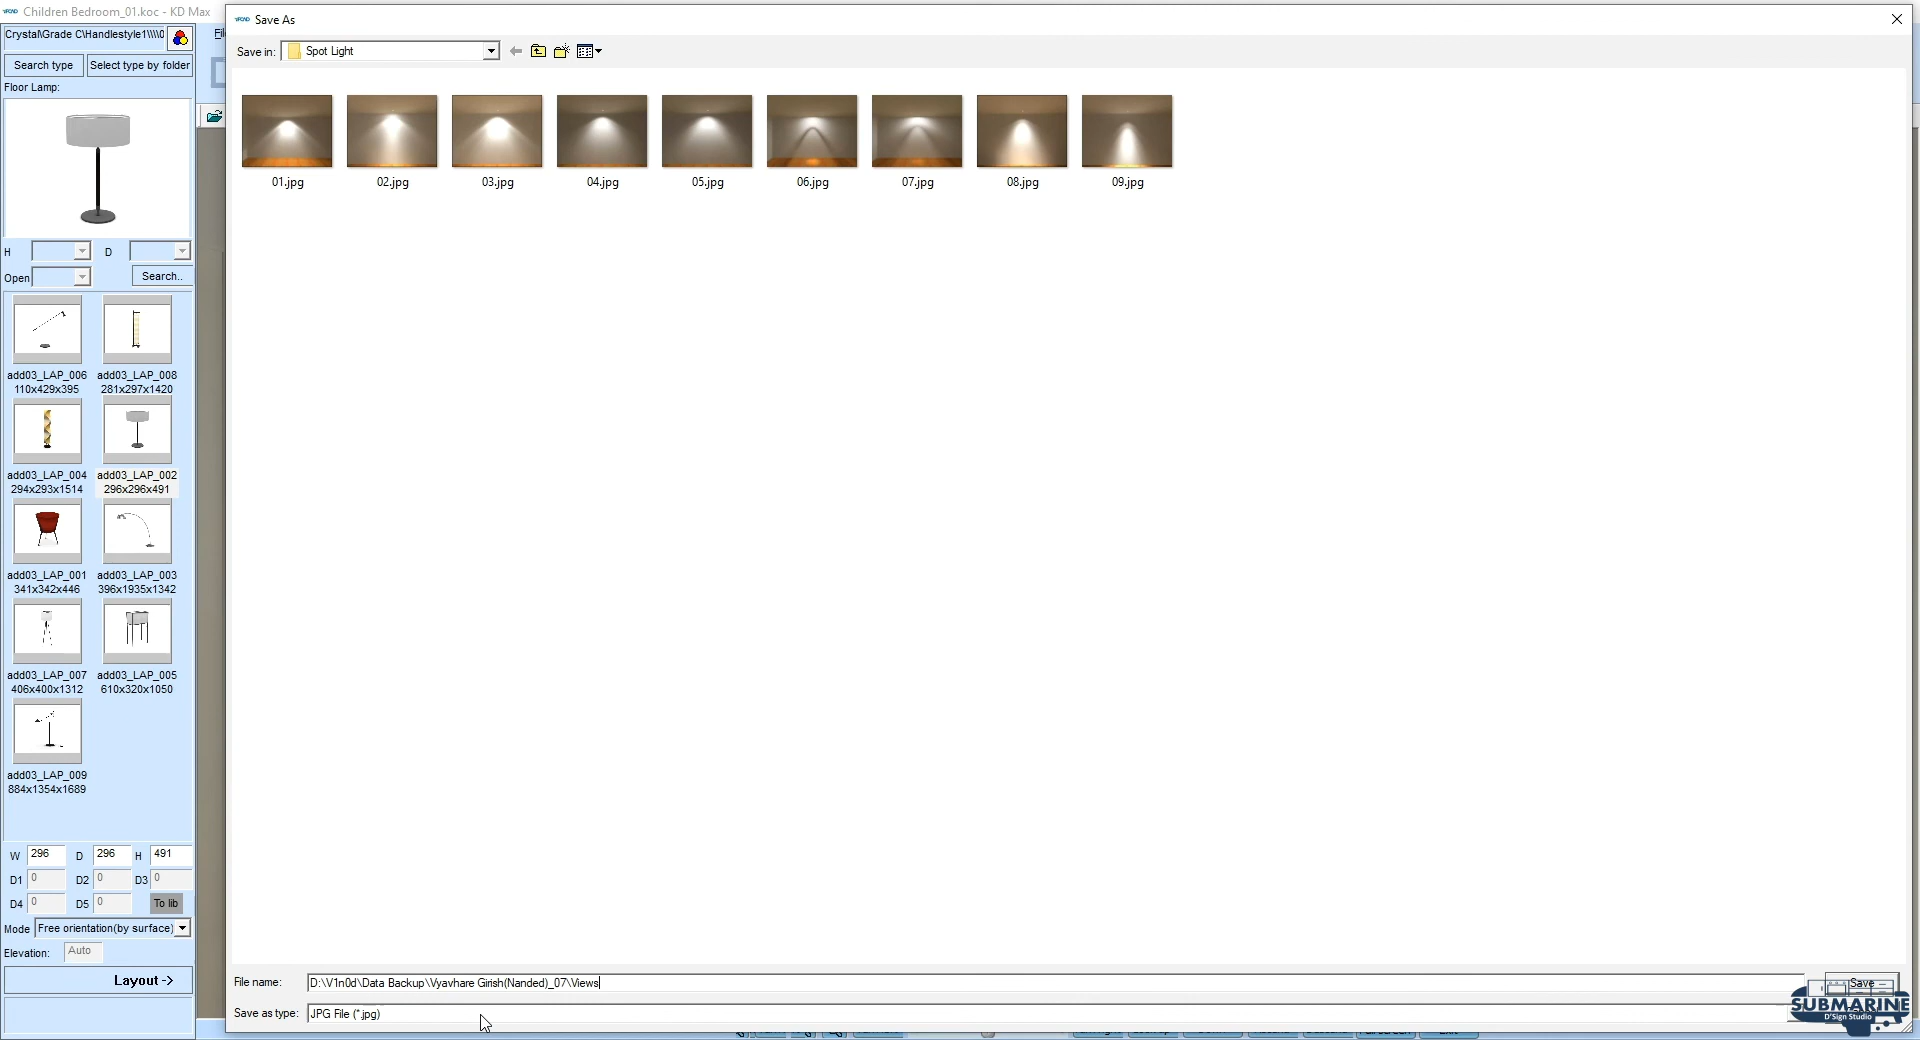 Children Bedroom_01.koc - KD Max
Crystal\Grade C\Handlestyle1\\\\0
Search type
Select type by folder
Floor Lamp:
H
D
Open
Search..
add03_LAP_006
110x429x395
add03_LAP_008
281x297x1420
add03_LAP_004
294x293x1514
add03_LAP_002
296x296x491
add03_LAP_001
341x342x446
add03_LAP_003
396x1935x1342
add03_LAP_007
406x400x1312
add03_LAP_005
610x320x1050
add03_LAP_009
884x1354x1689
W 296 D 296 H 491
D1 0 D2 0 D3 0
D4 0 D5 0 To lib
Mode Free orientation(by surface)
Elevation: Auto
Layout ->
Save As
Save in: Spot Light
01.jpg
02.jpg
03.jpg
04.jpg
05.jpg
06.jpg
07.jpg
08.jpg
09.jpg
File name: D:\V1n0d\Data Backup\Vyavhare Girish(Nanded)_07\Views
Save
Save as type: JPG File (*.jpg)
SUBMARINE
D'Sign Studio